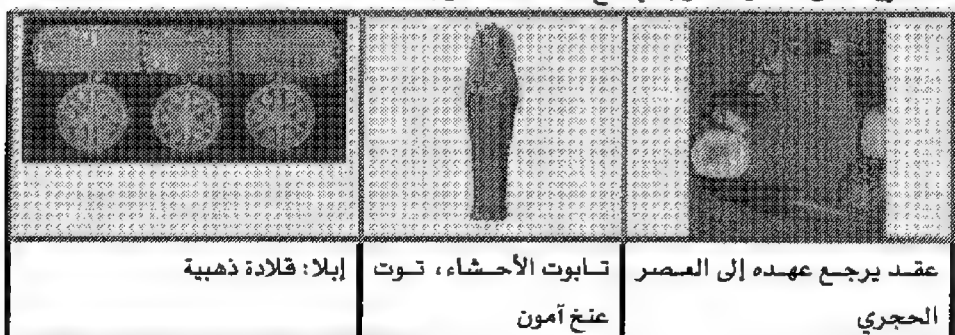 عقد يرجع عهده إلى العصر
الحجري
تابوت الأحشاء، توت
عنخ آمون
إبلا: قلادة ذهبية